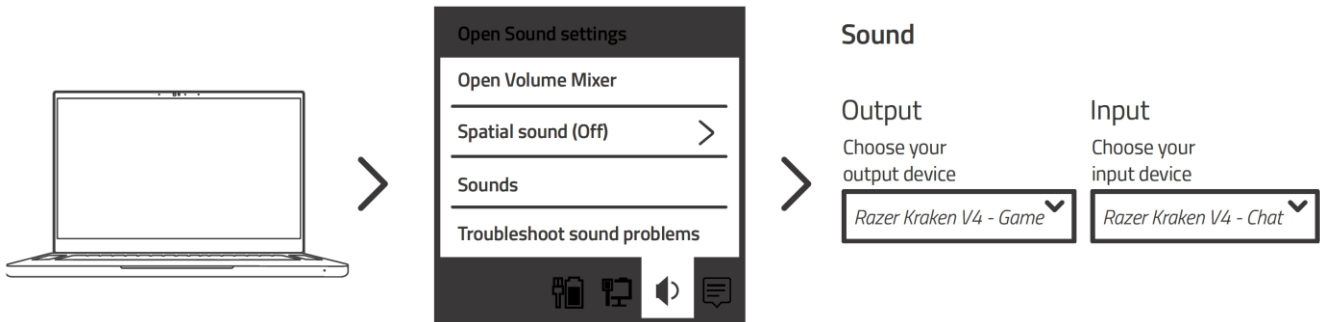 Open Sound settings
Open Volume Mixer
Spatial sound (Off)
Sounds
Troubleshoot sound problems
Sound
Output
Choose your
output device
Razer Kraken V4 - Game
Input
Choose your
input device
Razer Kraken V4 - Chat